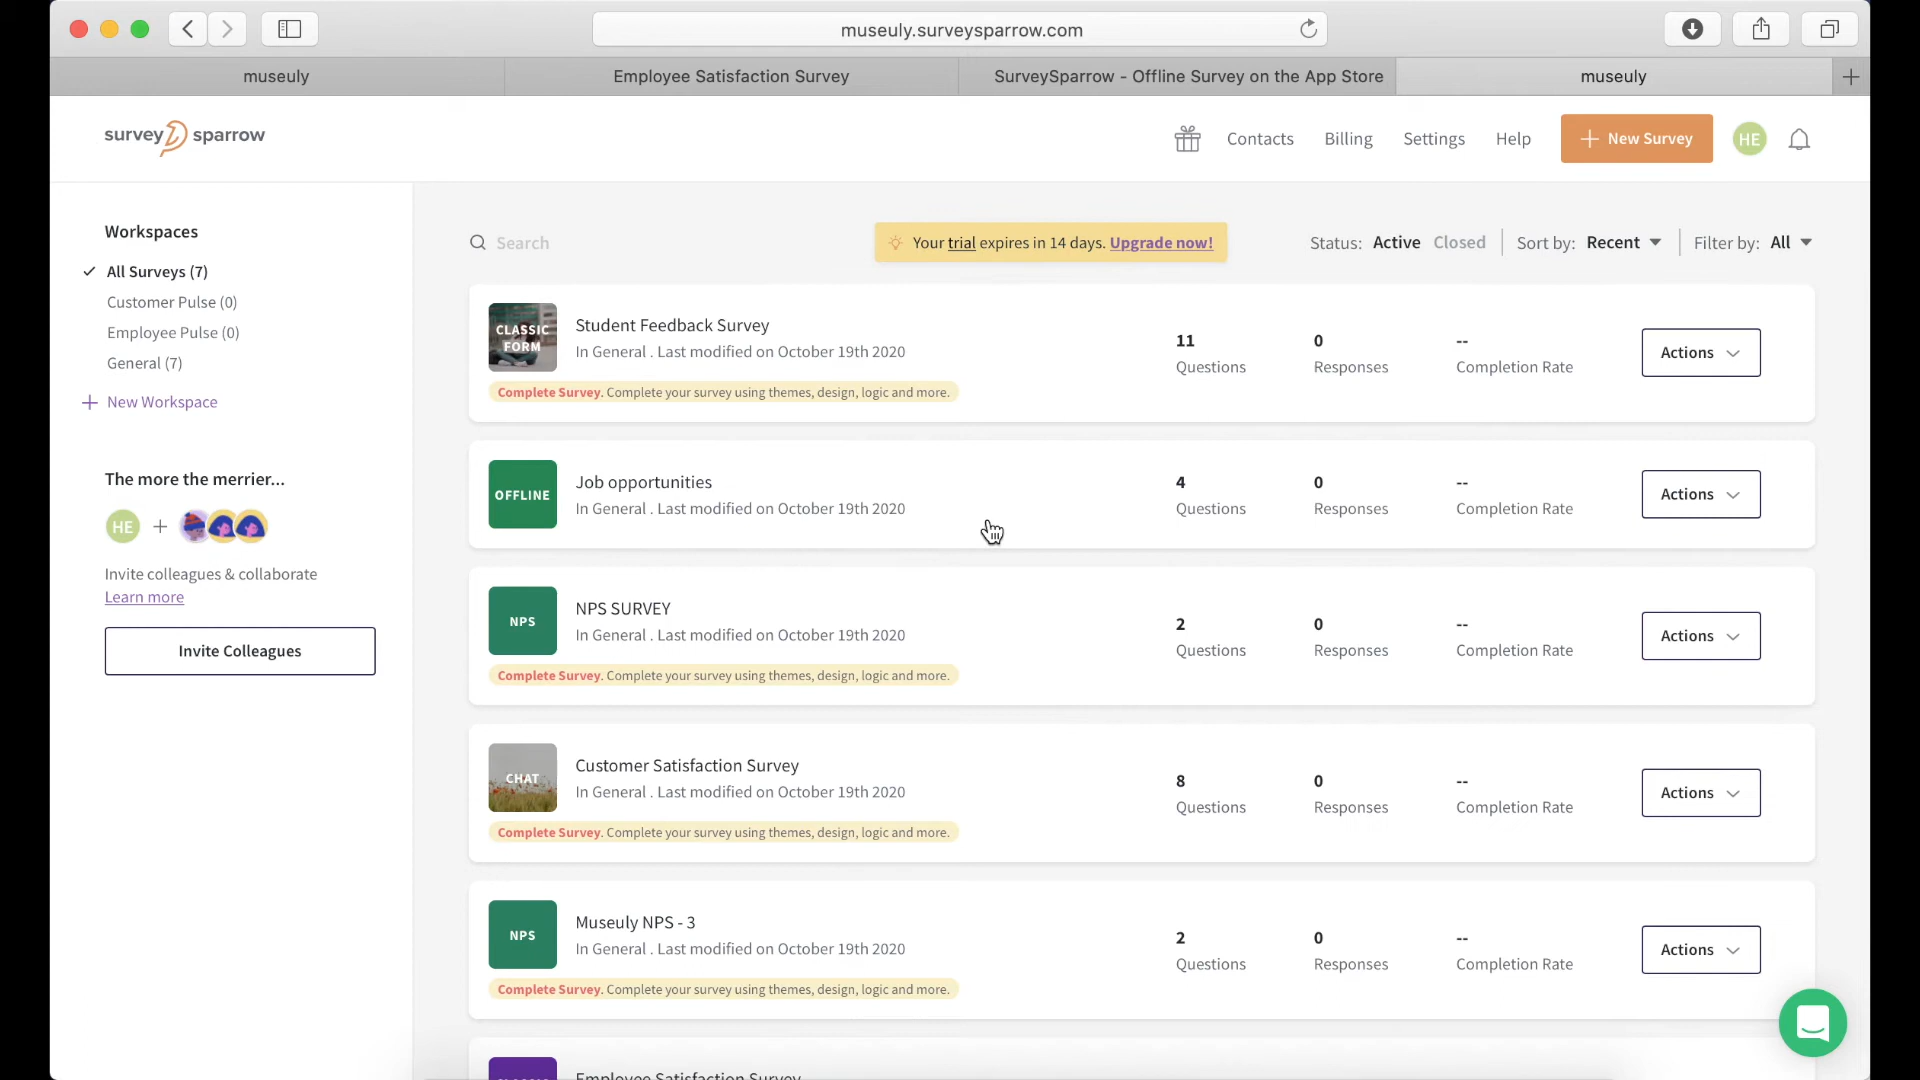 museuly.surveysparrow.com
museuly
Employee Satisfaction Survey
SurveySparrow - Offline Survey on the App Store
museuly
survey sparrow
Contacts
Billing
Settings
Help
New Survey
HE
Workspaces
All Surveys (7)
Customer Pulse (0)
Employee Pulse (0)
General (7)
New Workspace
The more the merrier...
HE
Invite colleagues & collaborate
Learn more
Invite Colleagues
Search
Your trial expires in 14 days. Upgrade now!
Status: Active Closed
Sort by: Recent
Filter by: All
CLASSIC
FORM
Student Feedback Survey
In General . Last modified on October 19th 2020
Complete Survey. Complete your survey using themes, design, logic and more.
11
Questions
0
Responses
--
Completion Rate
Actions
OFFLINE
Job opportunities
In General . Last modified on October 19th 2020
4
Questions
0
Responses
--
Completion Rate
Actions
NPS
NPS SURVEY
In General . Last modified on October 19th 2020
Complete Survey. Complete your survey using themes, design, logic and more.
2
Questions
0
Responses
--
Completion Rate
Actions
CHAT
Customer Satisfaction Survey
In General . Last modified on October 19th 2020
Complete Survey. Complete your survey using themes, design, logic and more.
8
Questions
0
Responses
--
Completion Rate
Actions
NPS
Museuly NPS - 3
In General . Last modified on October 19th 2020
Complete Survey. Complete your survey using themes, design, logic and more.
2
Questions
0
Responses
--
Completion Rate
Actions
CLASSIC
Employee Satisfaction Survey